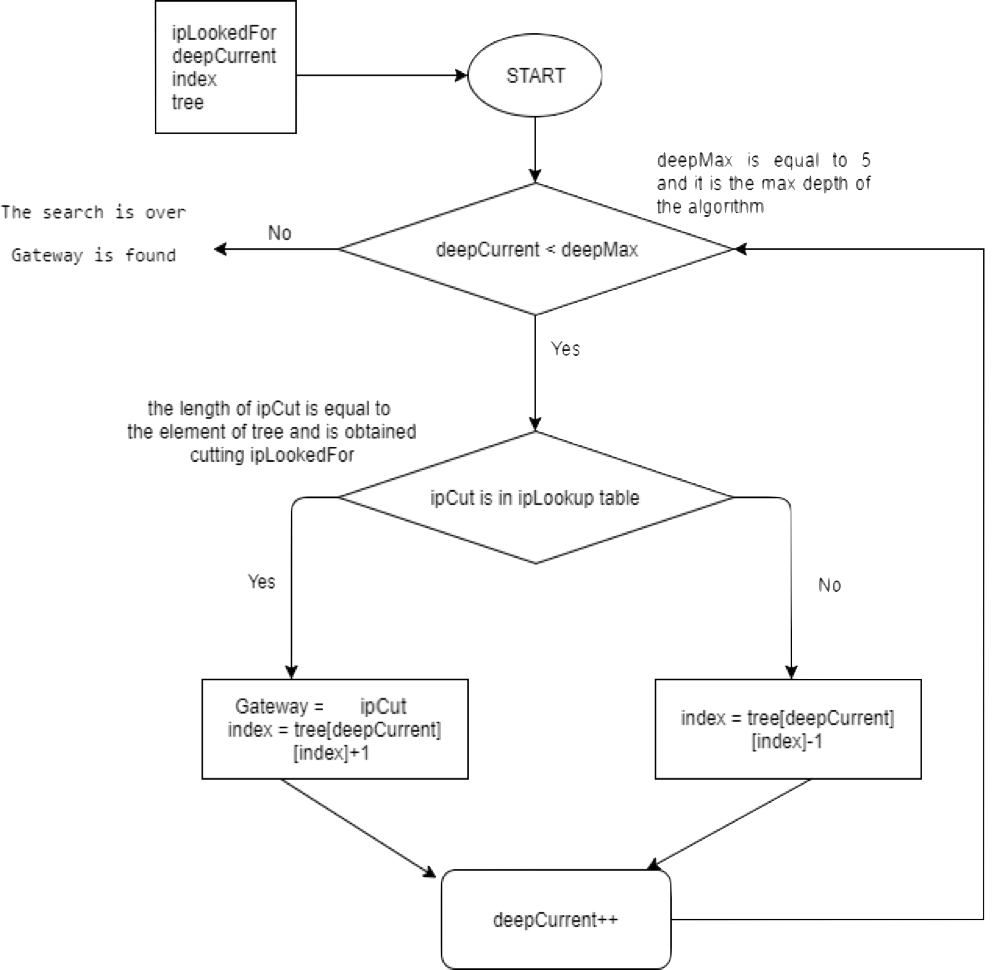 ipLookedFor
deepCurrent
index
tree
START
deepMax is equal to 5
and it is the max depth of
the algorithm
The search is over
Gateway is found
No
deepCurrent < deepMax
Yes
the length of ipCut is equal to
the element of tree and is obtained
cutting ipLookedFor
ipCut is in ipLookup table
Yes
No
Gateway = ipCut
index = tree[deepCurrent]
[index]+1
index = tree[deepCurrent]
[index]-1
deepCurrent++